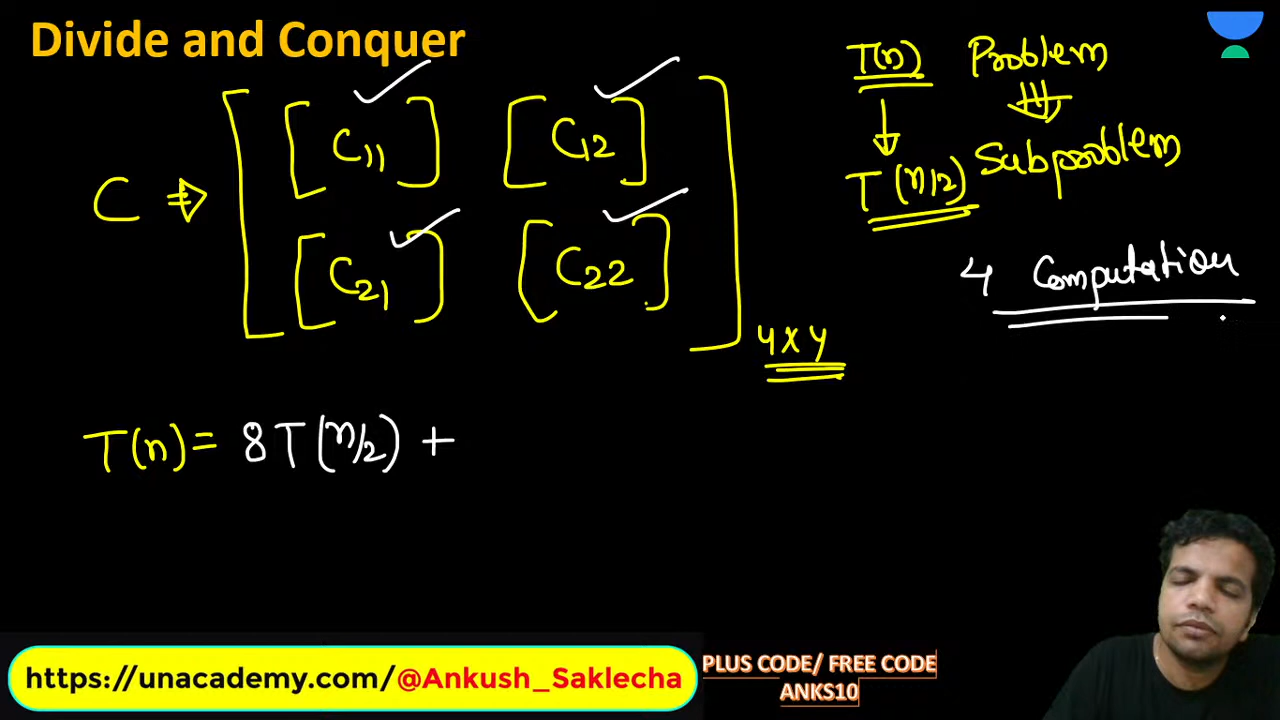 Divide and Conquer
T(n) Problem
T(n/2) Subproblem
C ⇒ [ [C11] [C12]
[C21] [C22] ] 4x4
4 Computation
T(n) = 8T(n/2) +
https://unacademy.com/@Ankush_Saklecha
PLUS CODE/ FREE CODE
ANKS10